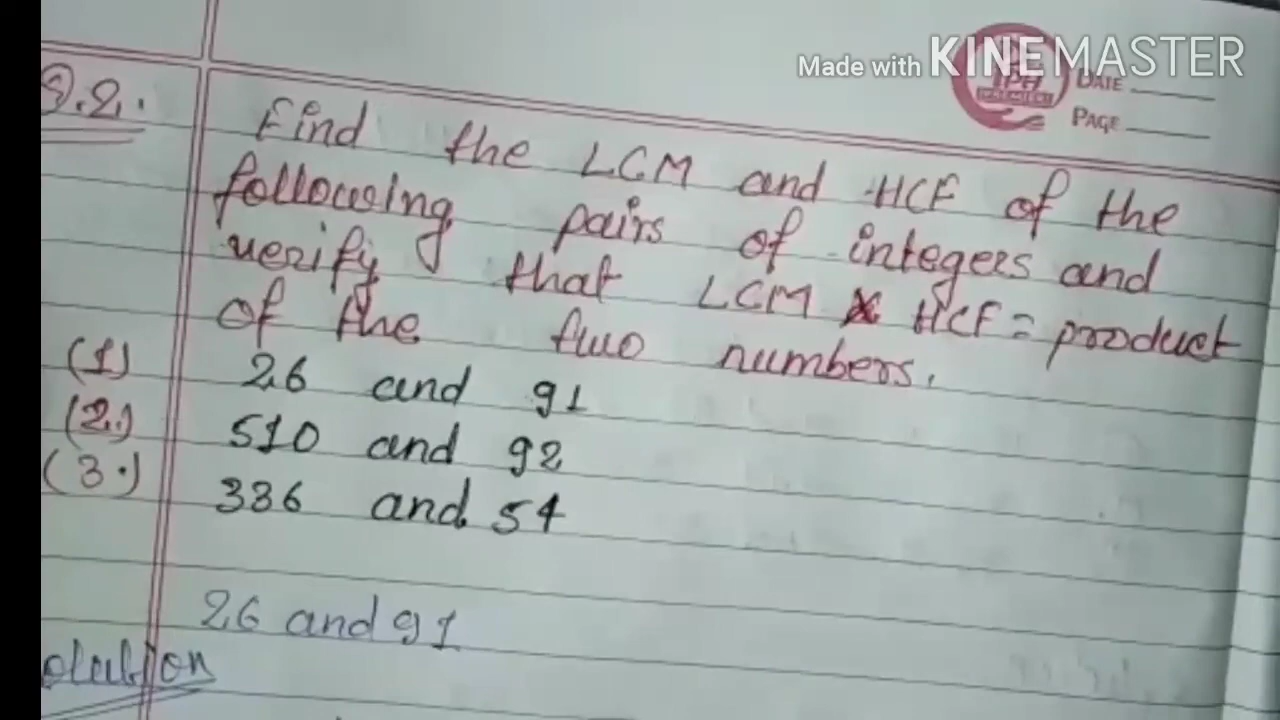 Made with KINEMASTER
DATE
PAGE
Q.2.
Find the LCM and HCF of the
following pairs of integers and
verify that LCM x HCF = product
of the two numbers.
(1) 26 and 91
(2.) 510 and 92
(3.) 336 and 54
26 and 91
olution